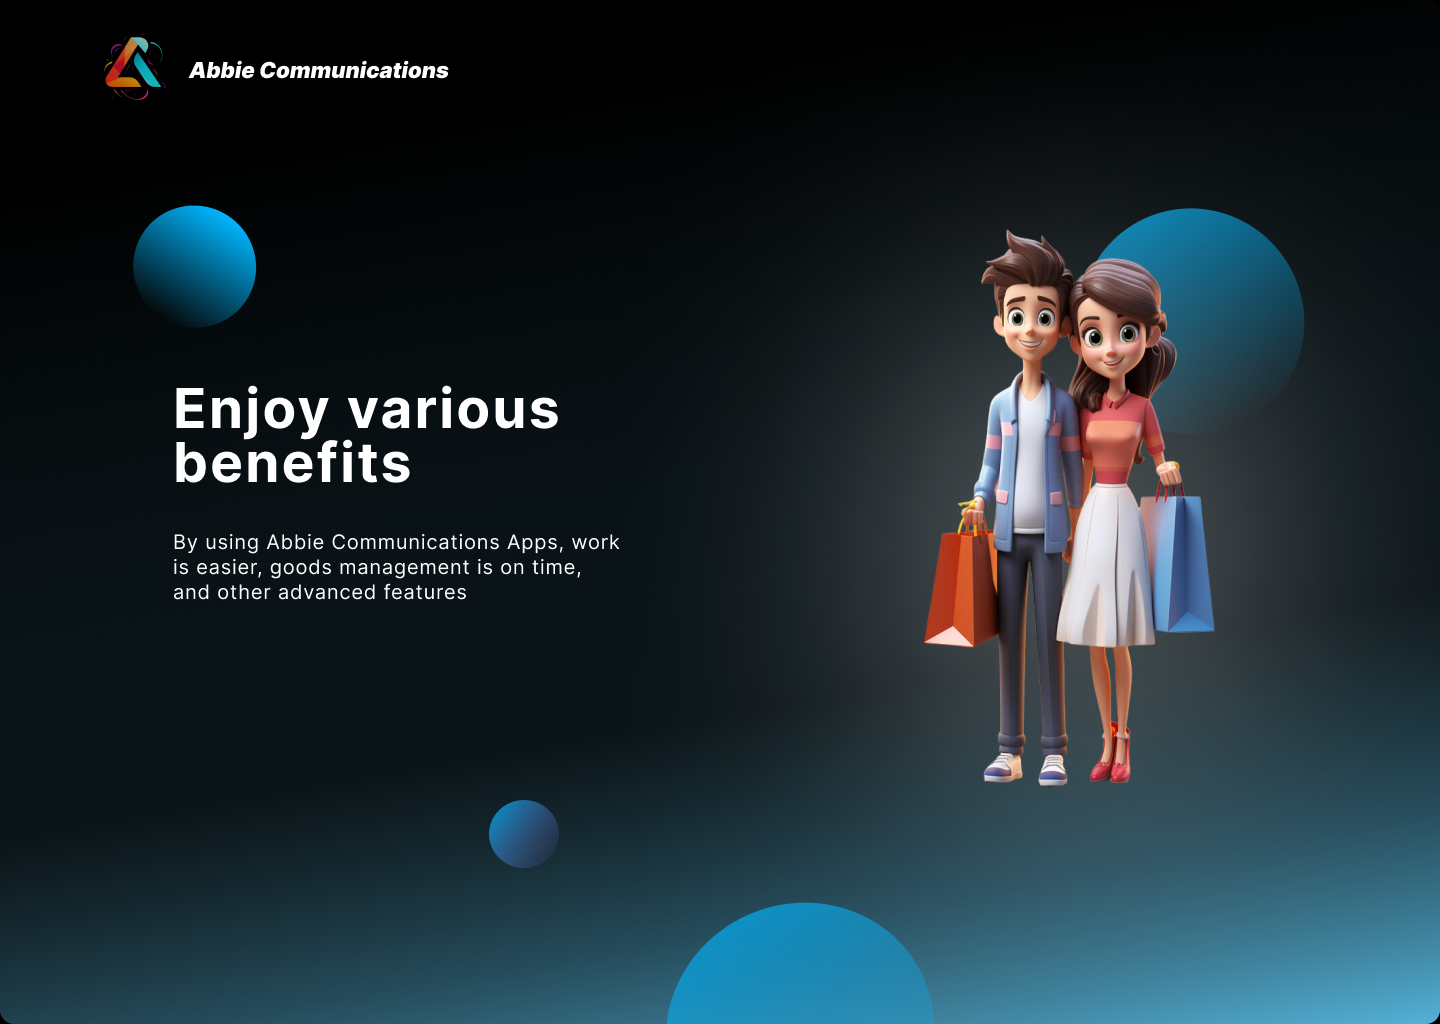 Abbie Communications
Enjoy various
benefits
By using Abbie Communications Apps, work
is easier, goods management is on time,
and other advanced features